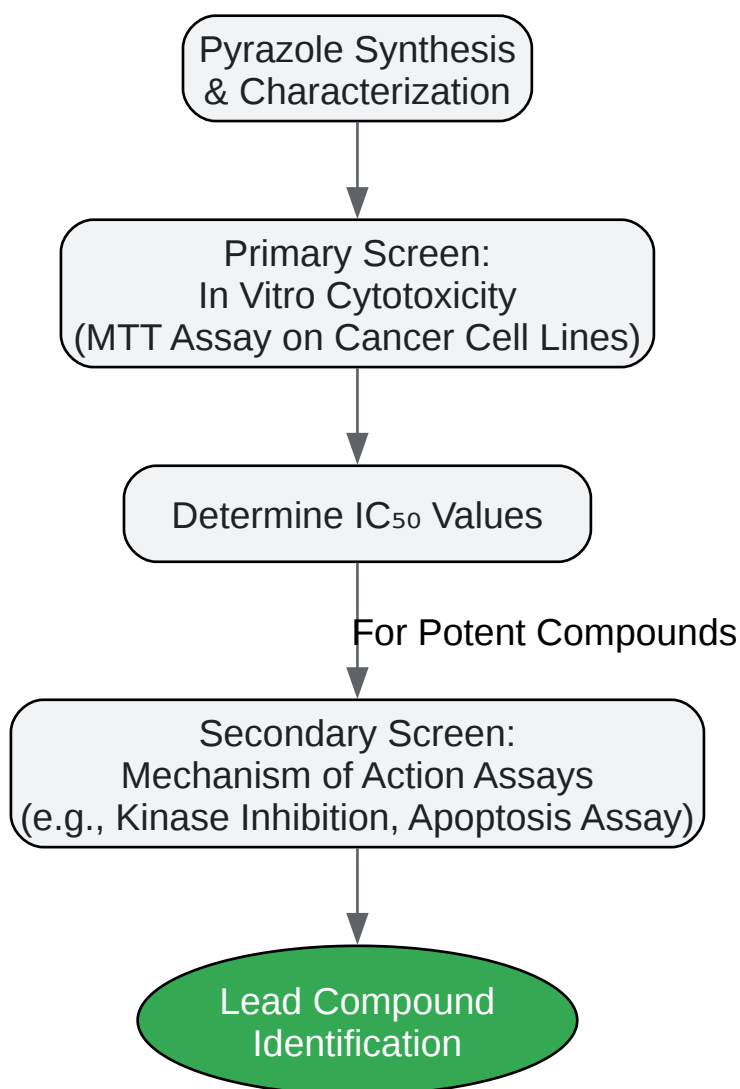 Pyrazole Synthesis
& Characterization
Primary Screen:
In Vitro Cytotoxicity
(MTT Assay on Cancer Cell Lines)
Determine IC₅₀ Values
For Potent Compounds
Secondary Screen:
Mechanism of Action Assays
(e.g., Kinase Inhibition, Apoptosis Assay)
Lead Compound
Identification